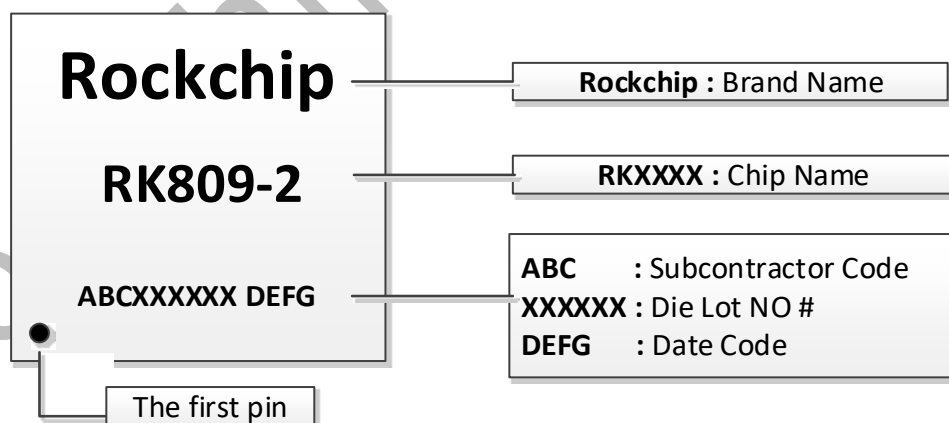 Rockchip
Rockchip : Brand Name
RK809-2
RKXXXX : Chip Name
ABCXXXXXX DEFG
ABC : Subcontractor Code
XXXXXX : Die Lot NO #
DEFG : Date Code
The first pin